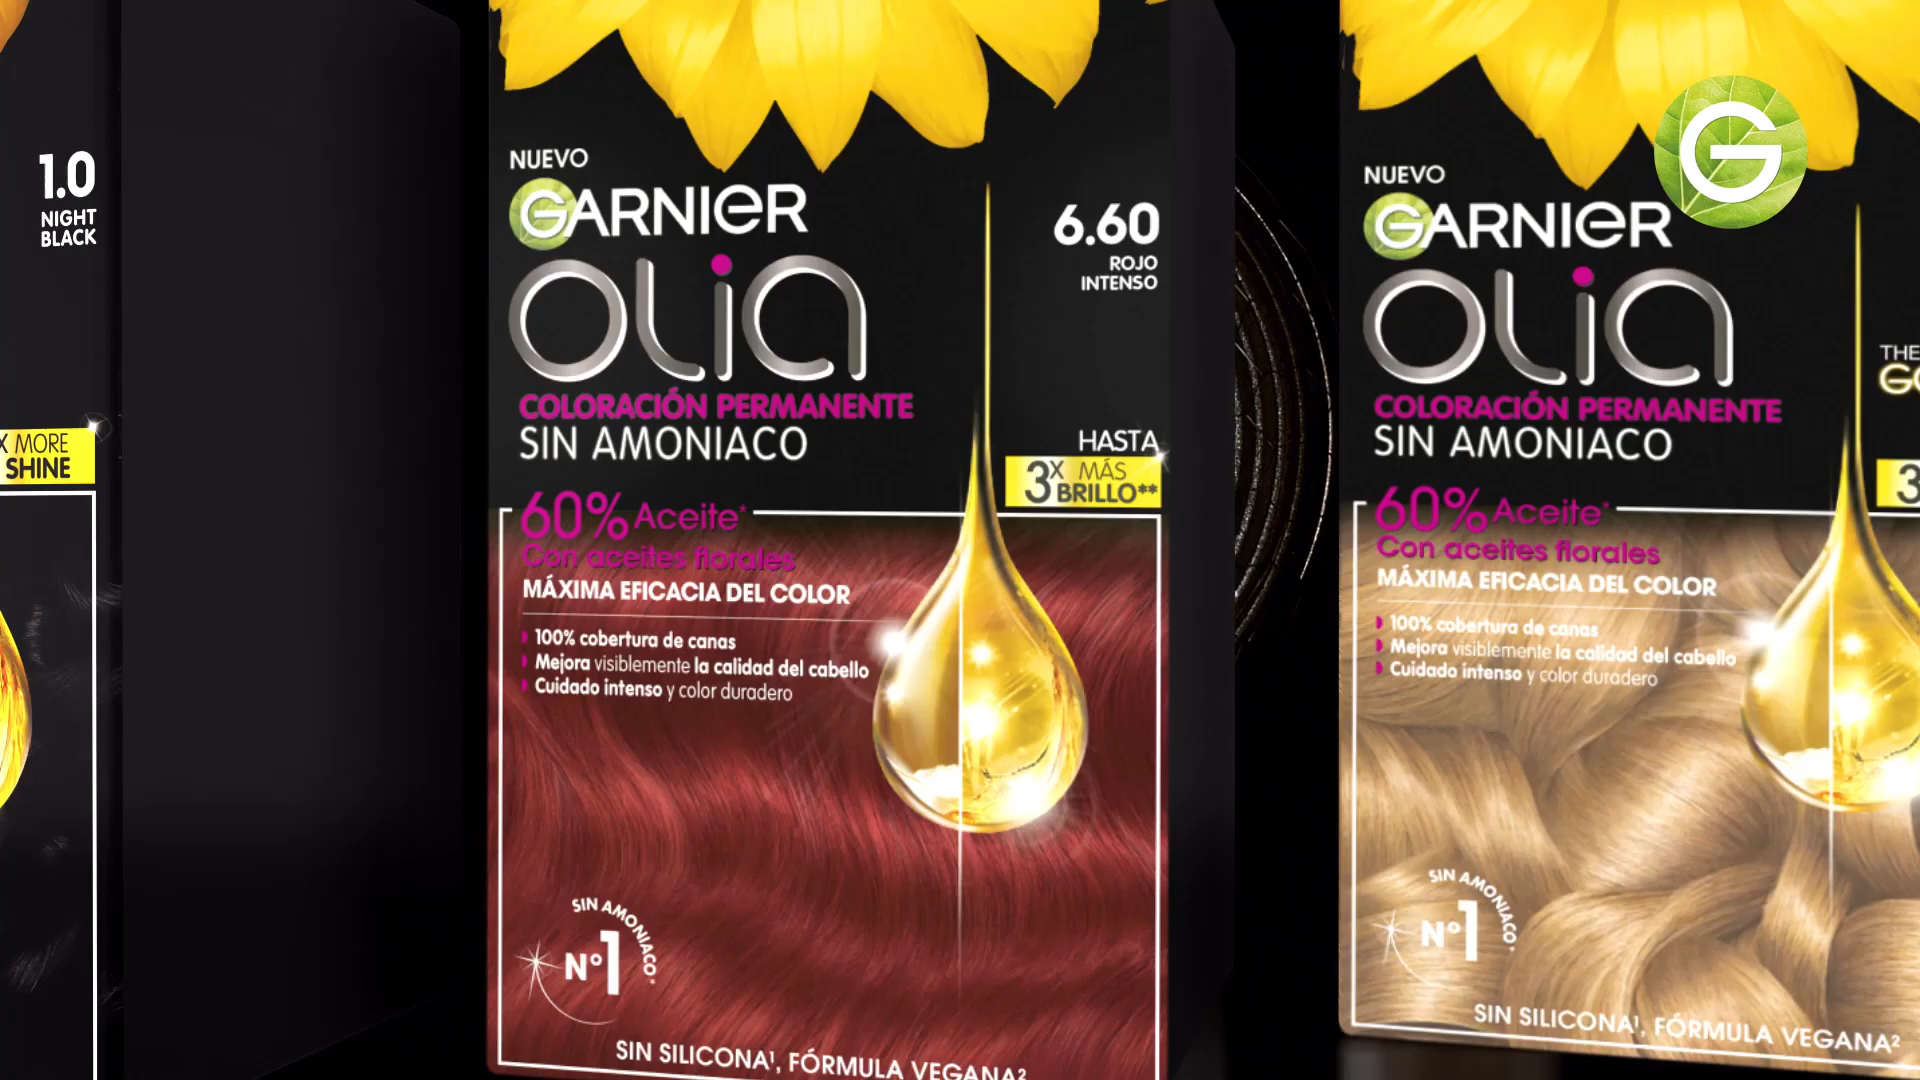 1.0
NIGHT
BLACK
X MORE
SHINE
NUEVO
GARNIER
OLIA
COLORACIÓN PERMANENTE
SIN AMONIACO
6.60
ROJO
INTENSO
HASTA
3X MÁS
BRILLO**
60% Aceite*
Con aceites florales
MÁXIMA EFICACIA DEL COLOR
100% cobertura de canas
Mejora visiblemente la calidad del cabello
Cuidado intenso y color duradero
SIN AMONIACO*
Nº1
SIN SILICONA¹, FÓRMULA VEGANA²
G
NUEVO
GARNIER
OLIA
COLORACIÓN PERMANENTE
SIN AMONIACO
THE
3
60% Aceite*
Con aceites florales
MÁXIMA EFICACIA DEL COLOR
100% cobertura de canas
Mejora visiblemente la calidad del cabello
Cuidado intenso y color duradero
SIN AMONIACO*
Nº1
SIN SILICONA¹, FÓRMULA VEGANA²